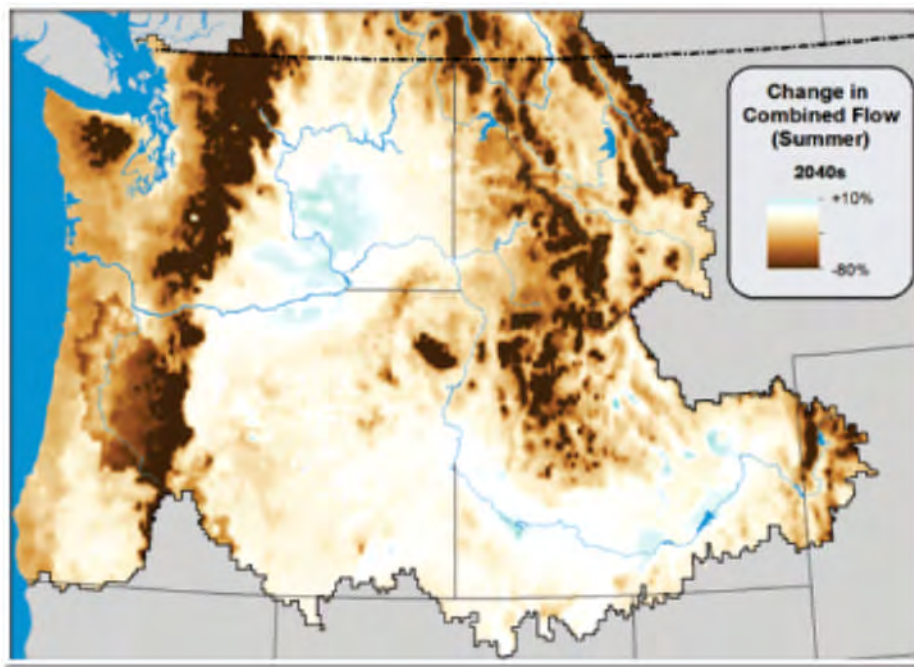 Change in
Combined Flow
(Summer)
2040s
+10%
-80%